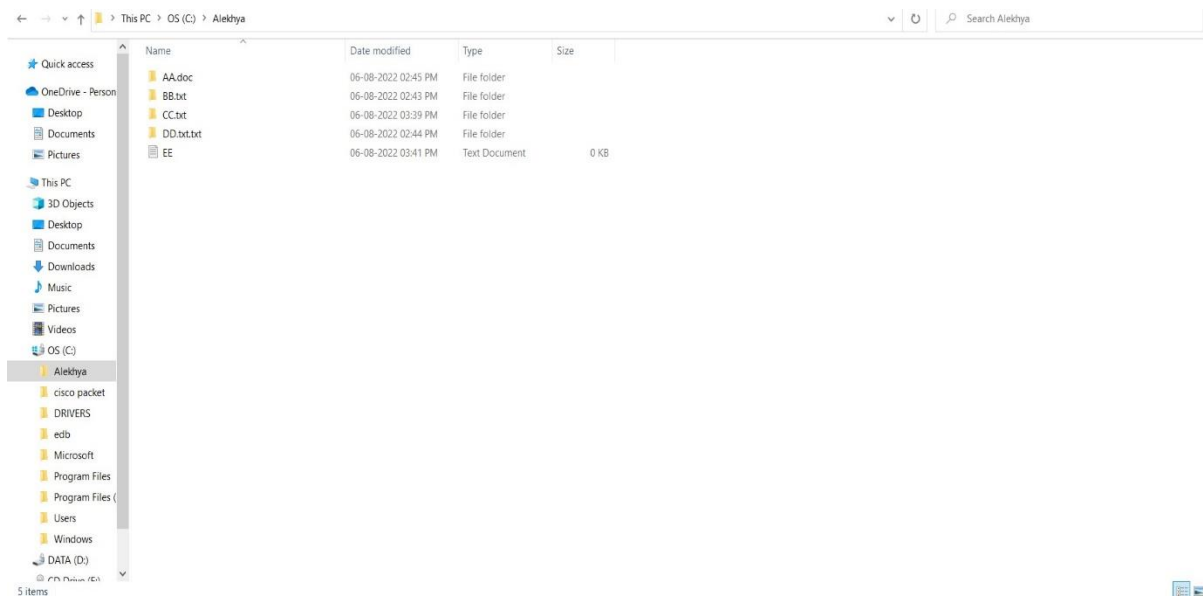 This PC > OS (C:) > Alekhya
Search Alekhya
Name Date modified Type Size
AA.doc 06-08-2022 02:45 PM File folder
BB.txt 06-08-2022 02:43 PM File folder
CC.txt 06-08-2022 03:39 PM File folder
DD.txt.txt 06-08-2022 02:44 PM File folder
EE 06-08-2022 03:41 PM Text Document 0 KB
Quick access
OneDrive - Person
Desktop
Documents
Pictures
This PC
3D Objects
Desktop
Documents
Downloads
Music
Pictures
Videos
OS (C:)
Alekhya
cisco packet
DRIVERS
edb
Microsoft
Program Files
Program Files (
Users
Windows
DATA (D:)
5 items